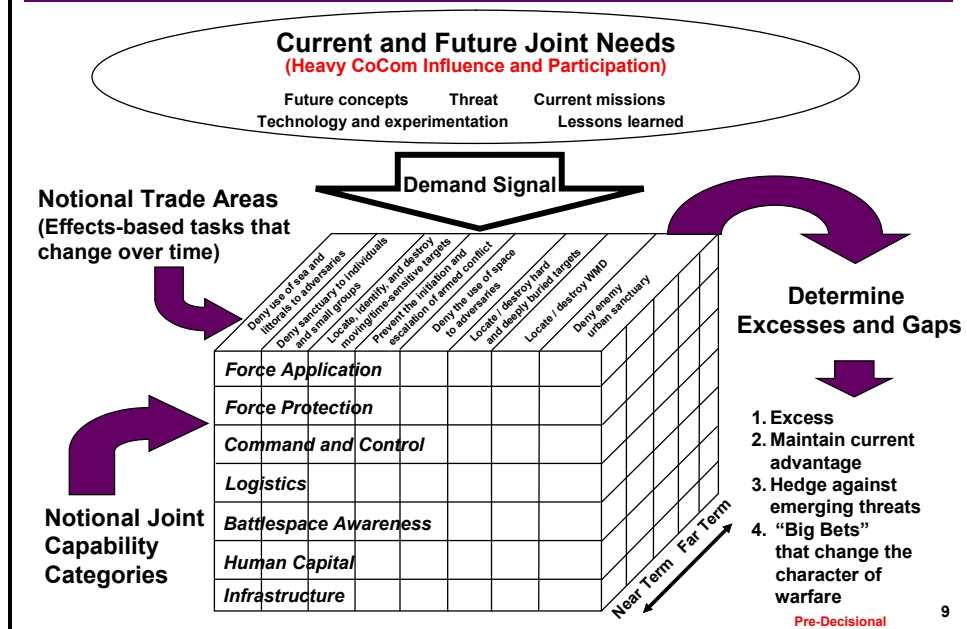 Current and Future Joint Needs
(Heavy CoCom Influence and Participation)
Future concepts Threat Current missions
Technology and experimentation Lessons learned
Demand Signal
Notional Trade Areas
(Effects-based tasks that
change over time)
Deny use of sea and
littorals to adversaries
Deny sanctuary to individuals
and small groups
Locate, identify, and destroy
moving/time-sensitive targets
Prevent the initiation and
escalation of armed conflict
Deny the use of space
to adversaries
Locate / destroy hard
and deeply buried targets
Locate / destroy WMD
Deny enemy
urban sanctuary
Force Application
Force Protection
Command and Control
Logistics
Battlespace Awareness
Human Capital
Infrastructure
Notional Joint
Capability
Categories
Near Term Far Term
Determine
Excesses and Gaps
1. Excess
2. Maintain current
advantage
3. Hedge against
emerging threats
4. “Big Bets”
that change the
character of
warfare
Pre-Decisional
9